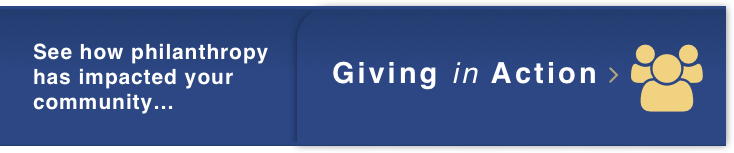 See how philanthropy
has impacted your
community...
Giving in Action >